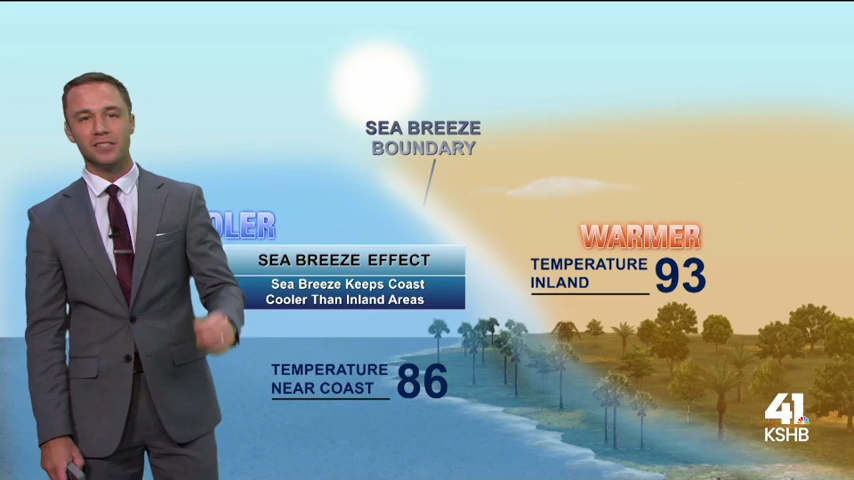 SEA BREEZE
BOUNDARY
OLER
SEA BREEZE EFFECT
Sea Breeze Keeps Coast
Cooler Than Inland Areas
WARMER
TEMPERATURE
INLAND
93
TEMPERATURE
NEAR COAST
86
41
KSHB